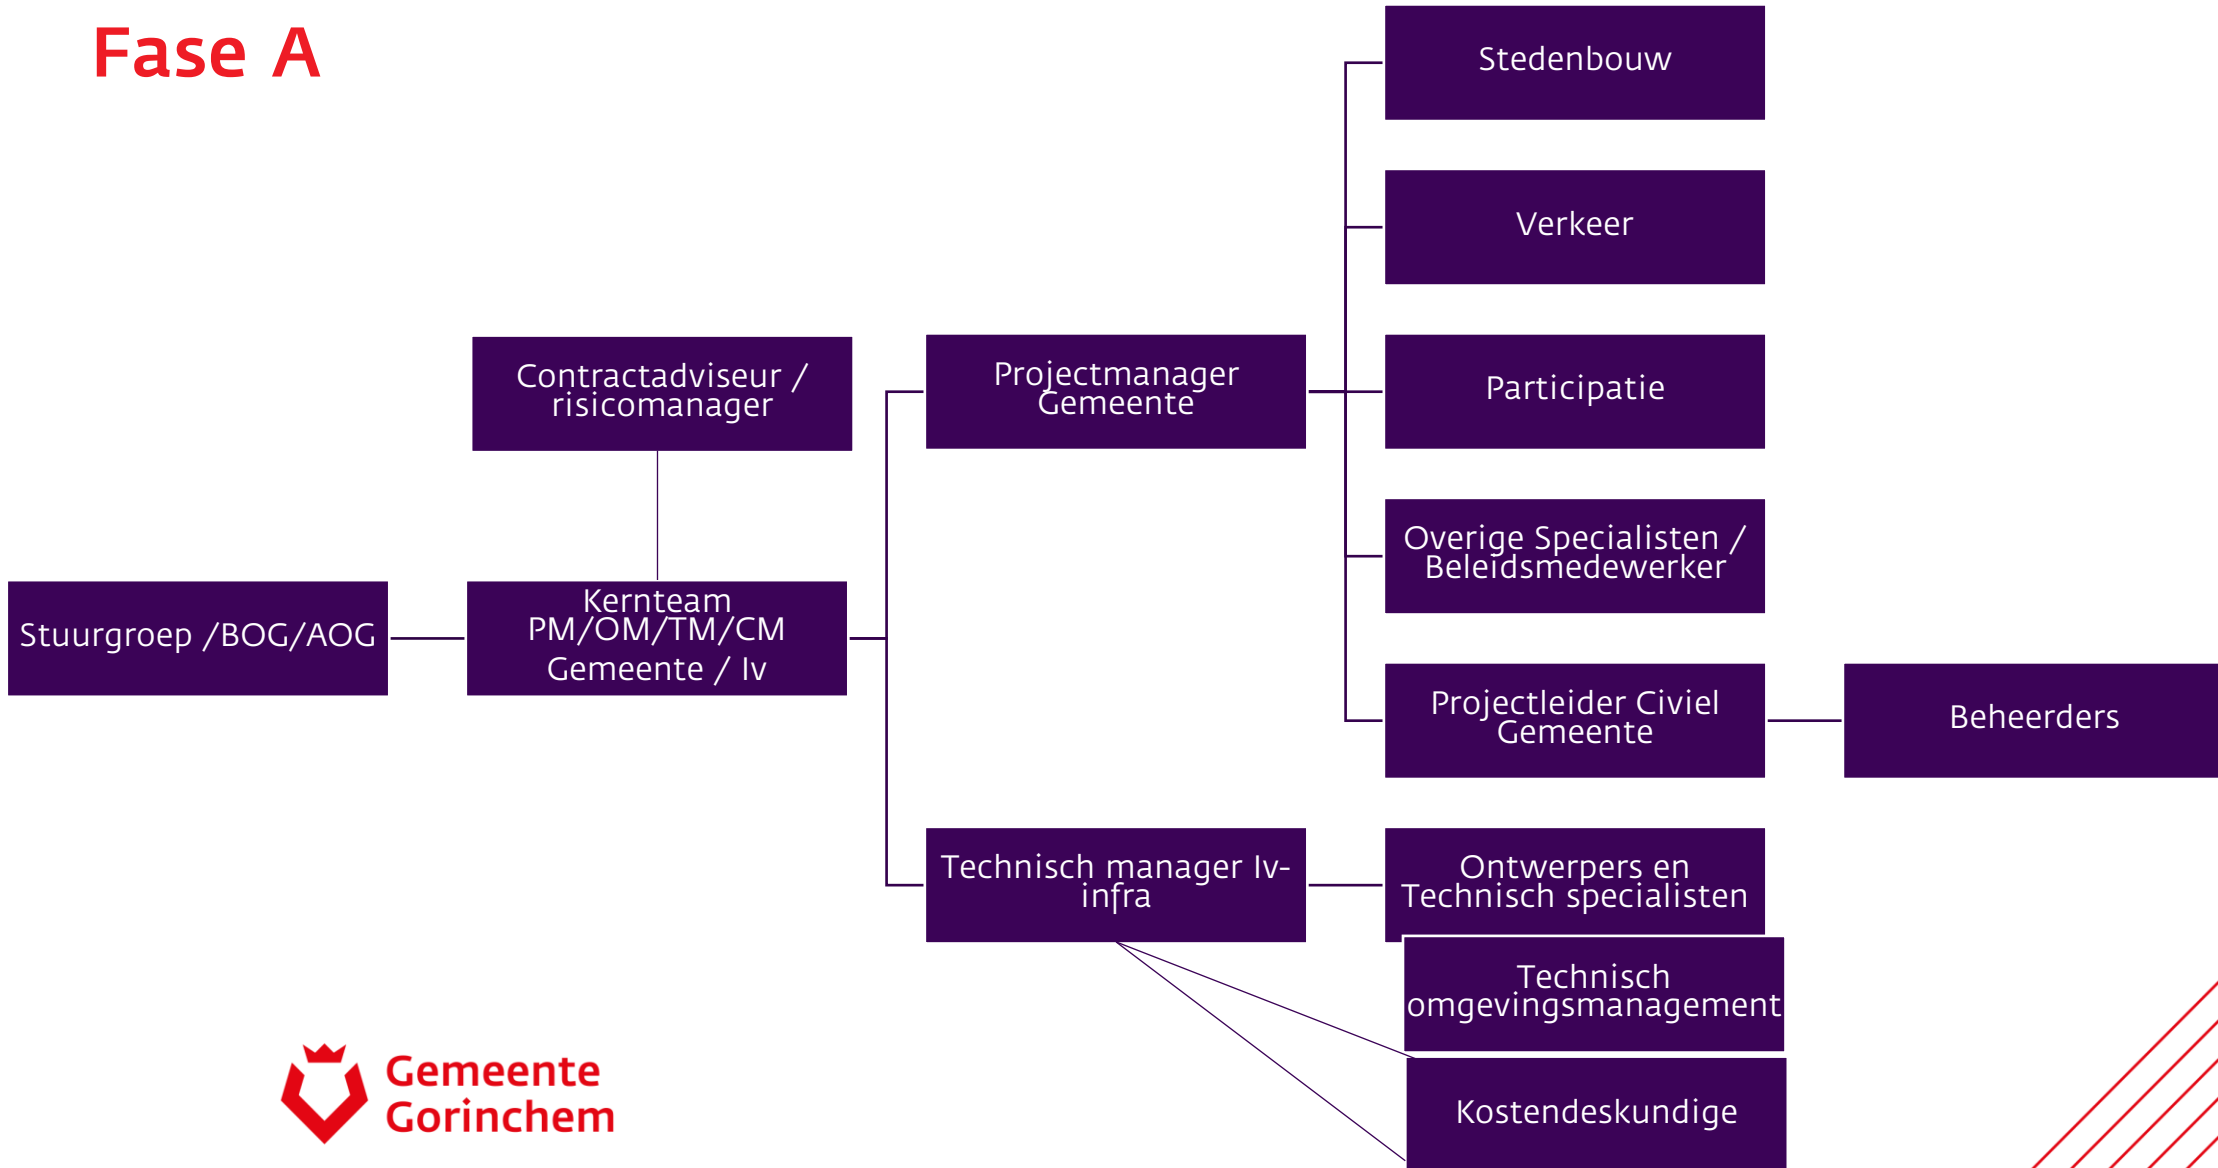 Fase A
Stedenbouw
Verkeer
Contractadviseur /
risicomanager
Projectmanager
Gemeente
Participatie
Overige Specialisten /
Beleidsmedewerker
Stuurgroep /BOG/AOG
Kernteam
PM/OM/TM/CM
Gemeente / Iv
Projectleider Civiel
Gemeente
Beheerders
Technisch manager Iv-
infra
Ontwerpers en
Technisch specialisten
Technisch
omgevingsmanagement
Kostendeskundige
Gemeente
Gorinchem